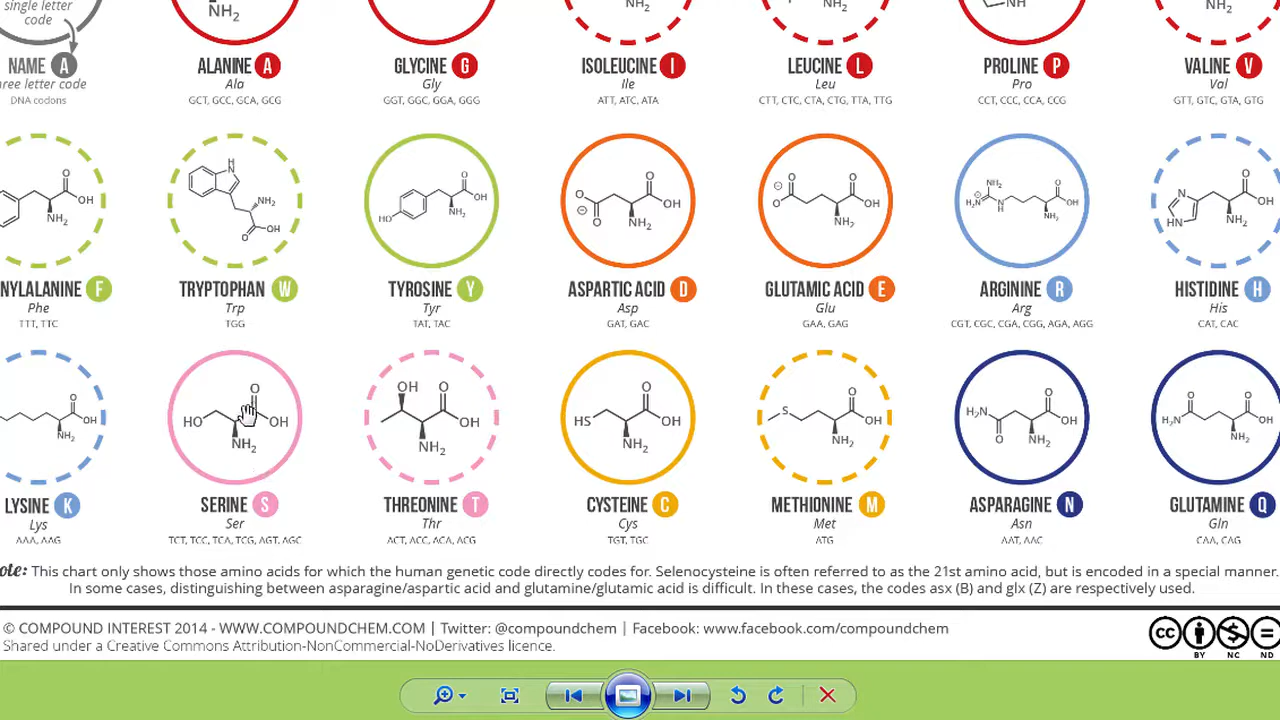 single letter
code
NH₂
NH₂
NH₂
NH
NH₂
NAME A
ree letter code
DNA codons
ALANINE A
Ala
GCT, GCC, GCA, GCG
GLYCINE G
Gly
GGT, GGC, GGA, GGG
ISOLEUCINE I
Ile
ATT, ATC, ATA
LEUCINE L
Leu
CTT, CTC, CTA, CTG, TTA, TTG
PROLINE P
Pro
CCT, CCC, CCA, CCG
VALINE V
Val
GTT, GTC, GTA, GTG
O
OH
NH₂
H
N
NH₂
OH
O
O
OH
NH₂
HO
O
O
⊖
O
OH
NH₂
⊖
O
O
O
OH
NH₂
NH₂
H₂N
N
H
O
OH
NH₂
N
HN
O
OH
NH₂
NYLALANINE F
Phe
TTT, TTC
TRYPTOPHAN W
Trp
TGG
TYROSINE Y
Tyr
TAT, TAC
ASPARTIC ACID D
Asp
GAT, GAC
GLUTAMIC ACID E
Glu
GAA, GAG
ARGININE R
Arg
CGT, CGC, CGA, CGG, AGA, AGG
HISTIDINE H
His
CAT, CAC
O
OH
NH₂
O
HO
OH
NH₂
OH
O
OH
NH₂
O
HS
OH
NH₂
S
O
OH
NH₂
H₂N
O
O
OH
NH₂
O
H₂N
O
OH
NH₂
LYSINE K
Lys
AAA, AAG
SERINE S
Ser
TCT, TCC, TCA, TCG, AGT, AGC
THREONINE T
Thr
ACT, ACC, ACA, ACG
CYSTEINE C
Cys
TGT, TGC
METHIONINE M
Met
ATG
ASPARAGINE N
Asn
AAT, AAC
GLUTAMINE Q
Gln
CAA, CAG
ote: This chart only shows those amino acids for which the human genetic code directly codes for. Selenocysteine is often referred to as the 21st amino acid, but is encoded in a special manner.
In some cases, distinguishing between asparagine/aspartic acid and glutamine/glutamic acid is difficult. In these cases, the codes asx (B) and glx (Z) are respectively used.
© COMPOUND INTEREST 2014 - WWW.COMPOUNDCHEM.COM | Twitter: @compoundchem | Facebook: www.facebook.com/compoundchem
Shared under a Creative Commons Attribution-NonCommercial-NoDerivatives licence.
CC
BY NC ND